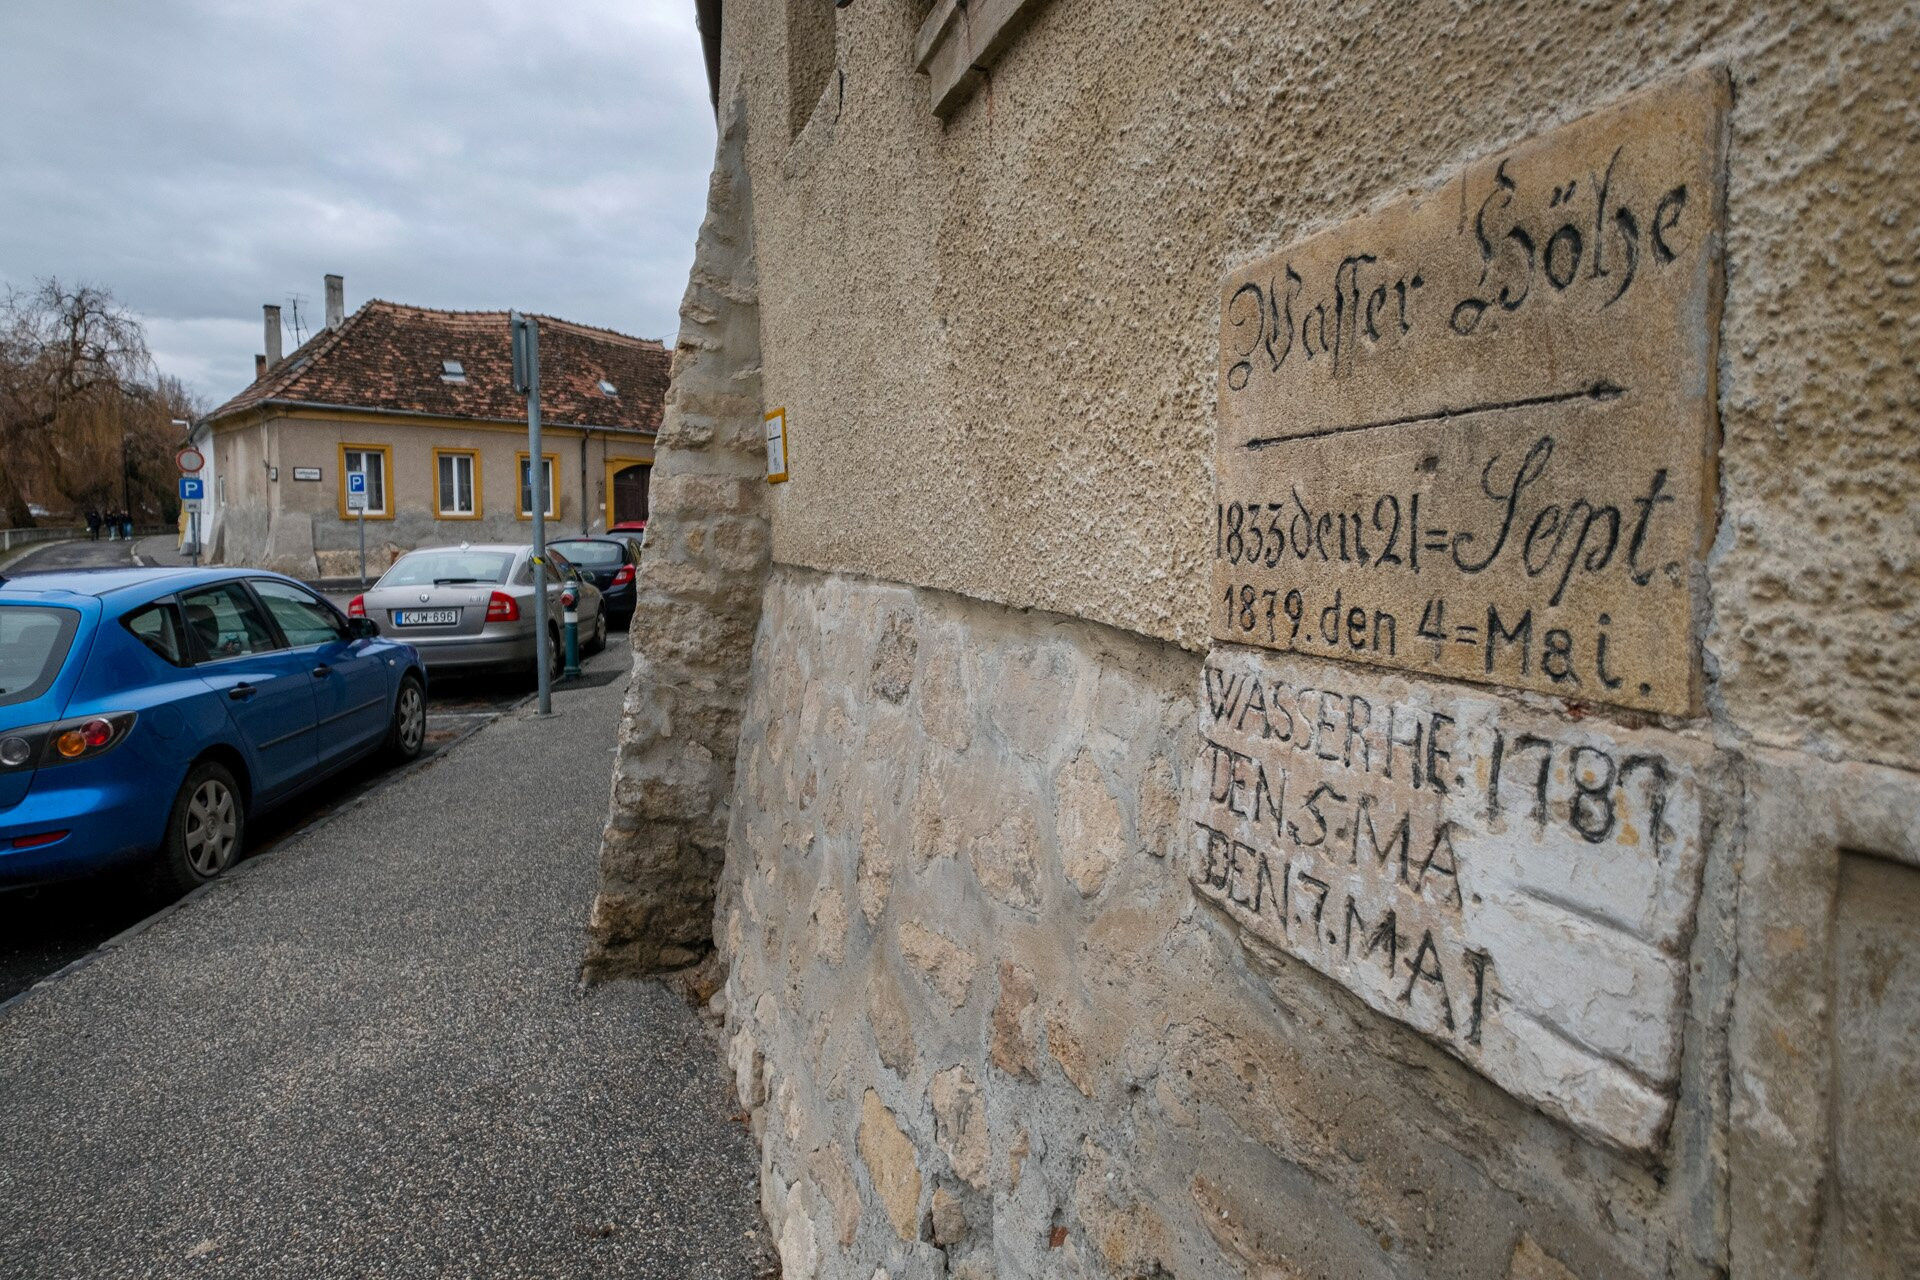 Wasser Höhe
1833 den 21= Sept.
1879. den 4=Mai.
WASSER HE. 1787
DEN.5.MA.
DEN.7.MAI
P
P
KJW-696